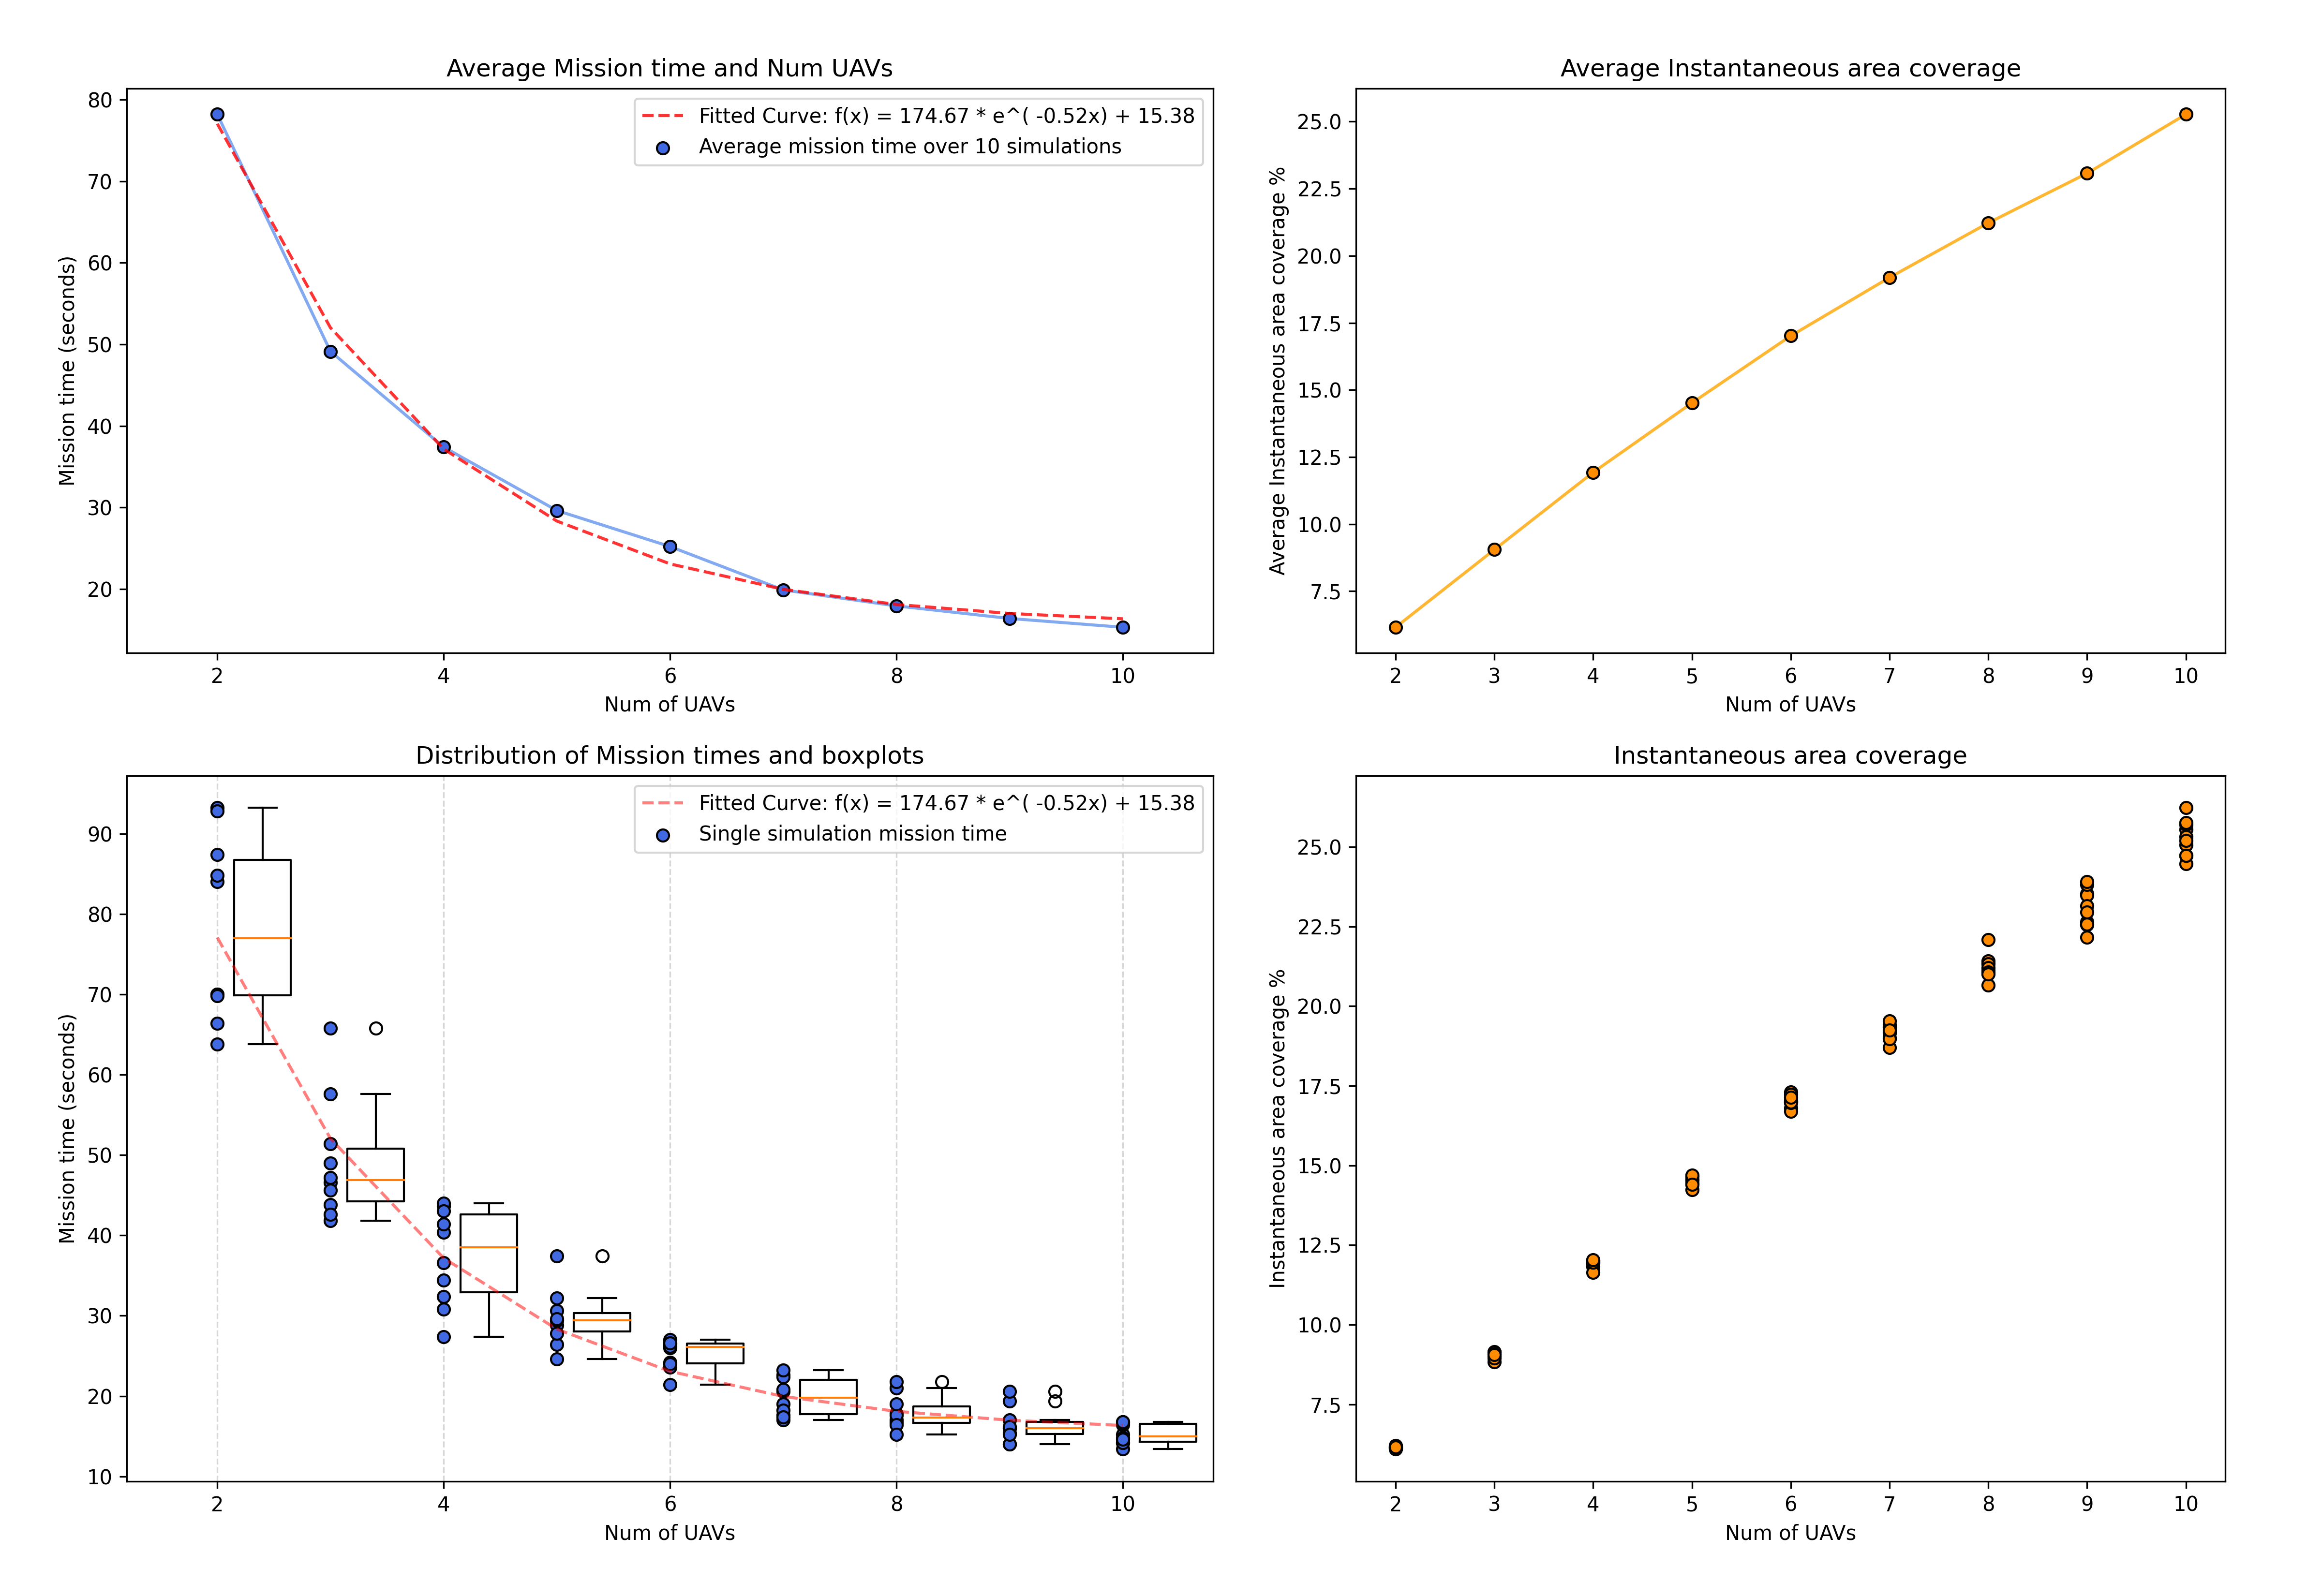 Average Mission time and Num UAVs
Fitted Curve: f(x) = 174.67 * e^( -0.52x) + 15.38
Average mission time over 10 simulations
Mission time (seconds)
80
70
60
50
40
30
20
2 4 6 8 10
Num of UAVs
Average Instantaneous area coverage
Average Instantaneous area coverage %
25.0
22.5
20.0
17.5
15.0
12.5
10.0
7.5
2 3 4 5 6 7 8 9 10
Num of UAVs
Distribution of Mission times and boxplots
Fitted Curve: f(x) = 174.67 * e^( -0.52x) + 15.38
Single simulation mission time
Mission time (seconds)
90
80
70
60
50
40
30
20
10
2 4 6 8 10
Num of UAVs
Instantaneous area coverage
Instantaneous area coverage %
25.0
22.5
20.0
17.5
15.0
12.5
10.0
7.5
2 3 4 5 6 7 8 9 10
Num of UAVs